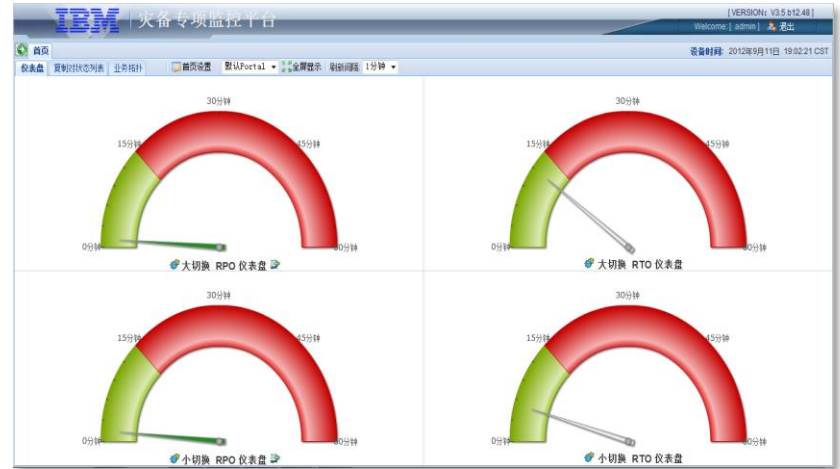 IBM 灾备专项监控平台
[ VERSION: V3.5 b12.48 ]
Welcome [ admin ] 退出
首页
设备时间: 2012年9月11日 19:02:21 CST
仪表盘 复制对状态列表 业务拓扑 首页设置 默认Portal 全屏显示 刷新间隔 1分钟
30分钟
15分钟 45分钟
0分钟 60分钟
大切换 RPO 仪表盘
30分钟
15分钟 45分钟
0分钟 60分钟
大切换 RTO 仪表盘
30分钟
15分钟 45分钟
0分钟 60分钟
小切换 RPO 仪表盘
30分钟
15分钟 45分钟
0分钟 60分钟
小切换 RTO 仪表盘